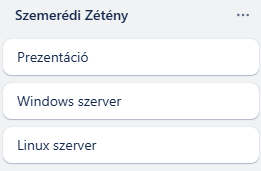 Szemerédi Zétény
Prezentáció
Windows szerver
Linux szerver